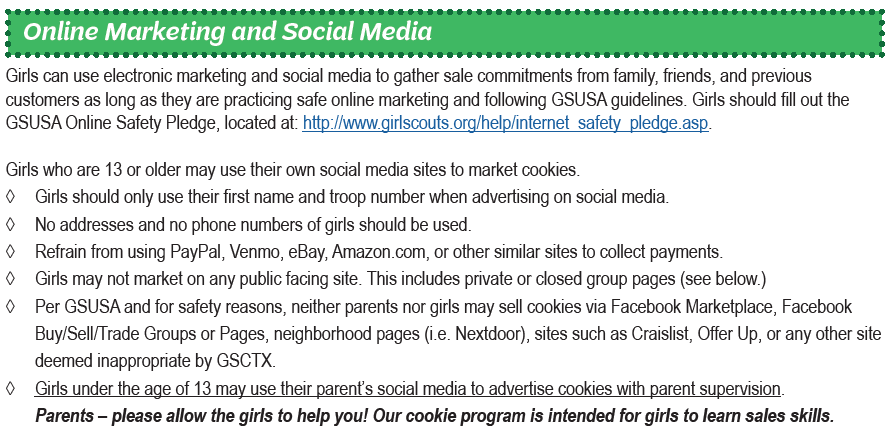 Online Marketing and Social Media
Girls can use electronic marketing and social media to gather sale commitments from family, friends, and previous
customers as long as they are practicing safe online marketing and following GSUSA guidelines. Girls should fill out the
GSUSA Online Safety Pledge, located at: http://www.girlscouts.org/help/internet_safety_pledge.asp.
Girls who are 13 or older may use their own social media sites to market cookies.
◊ Girls should only use their first name and troop number when advertising on social media.
◊ No addresses and no phone numbers of girls should be used.
◊ Refrain from using PayPal, Venmo, eBay, Amazon.com, or other similar sites to collect payments.
◊ Girls may not market on any public facing site. This includes private or closed group pages (see below.)
◊ Per GSUSA and for safety reasons, neither parents nor girls may sell cookies via Facebook Marketplace, Facebook
Buy/Sell/Trade Groups or Pages, neighborhood pages (i.e. Nextdoor), sites such as Craislist, Offer Up, or any other site
deemed inappropriate by GSCTX.
◊ Girls under the age of 13 may use their parent's social media to advertise cookies with parent supervision.
Parents – please allow the girls to help you! Our cookie program is intended for girls to learn sales skills.